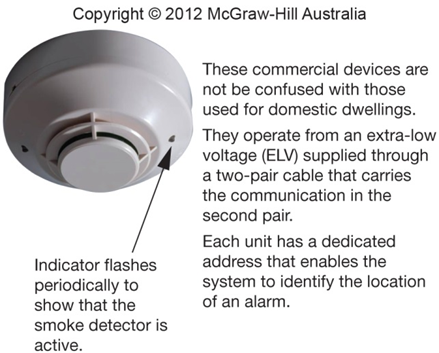 Copyright © 2012 McGraw-Hill Australia
These commercial devices are
not be confused with those
used for domestic dwellings.
They operate from an extra-low
voltage (ELV) supplied through
a two-pair cable that carries
the communication in the
second pair.
Each unit has a dedicated
address that enables the
system to identify the location
of an alarm.
Indicator flashes
periodically to
show that the
smoke detector is
active.